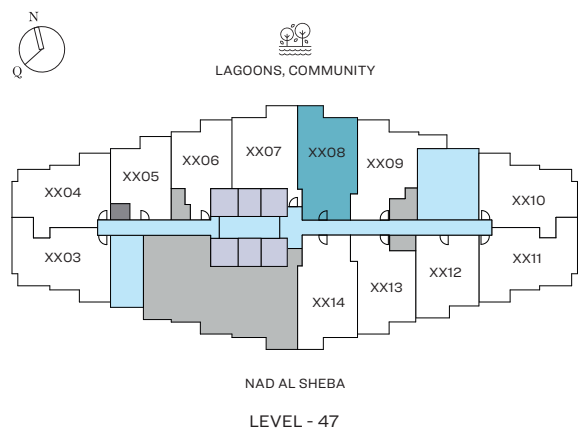 N
Q
LAGOONS, COMMUNITY
XX07
XX08
XX06
XX09
XX05
XX04
XX10
XX03
XX11
XX12
XX13
XX14
NAD AL SHEBA
LEVEL - 47